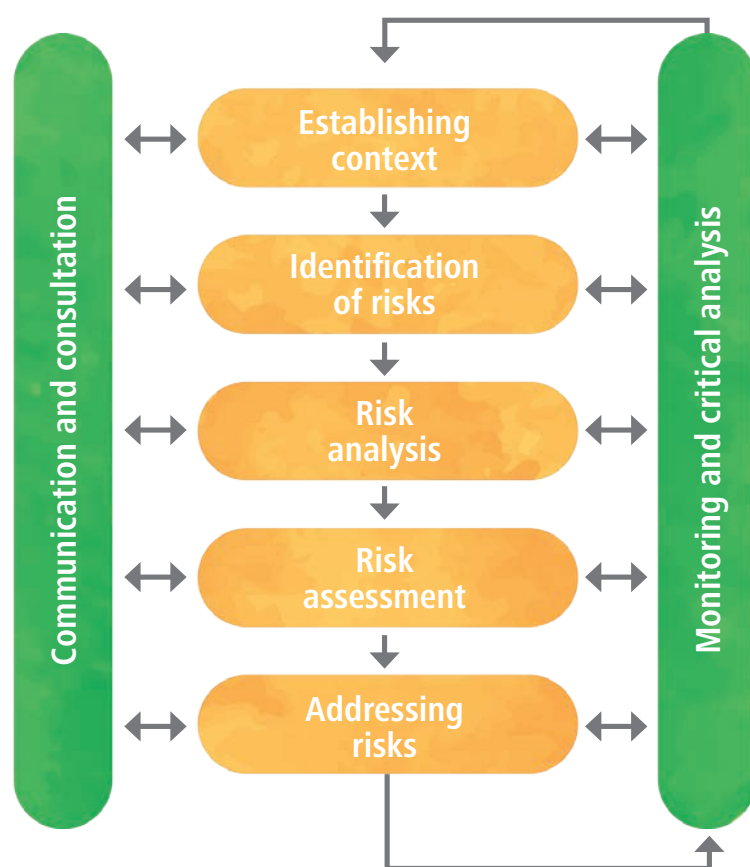 Communication and consultation
Establishing
context
Identification
of risks
Risk
analysis
Risk
assessment
Addressing
risks
Monitoring and critical analysis